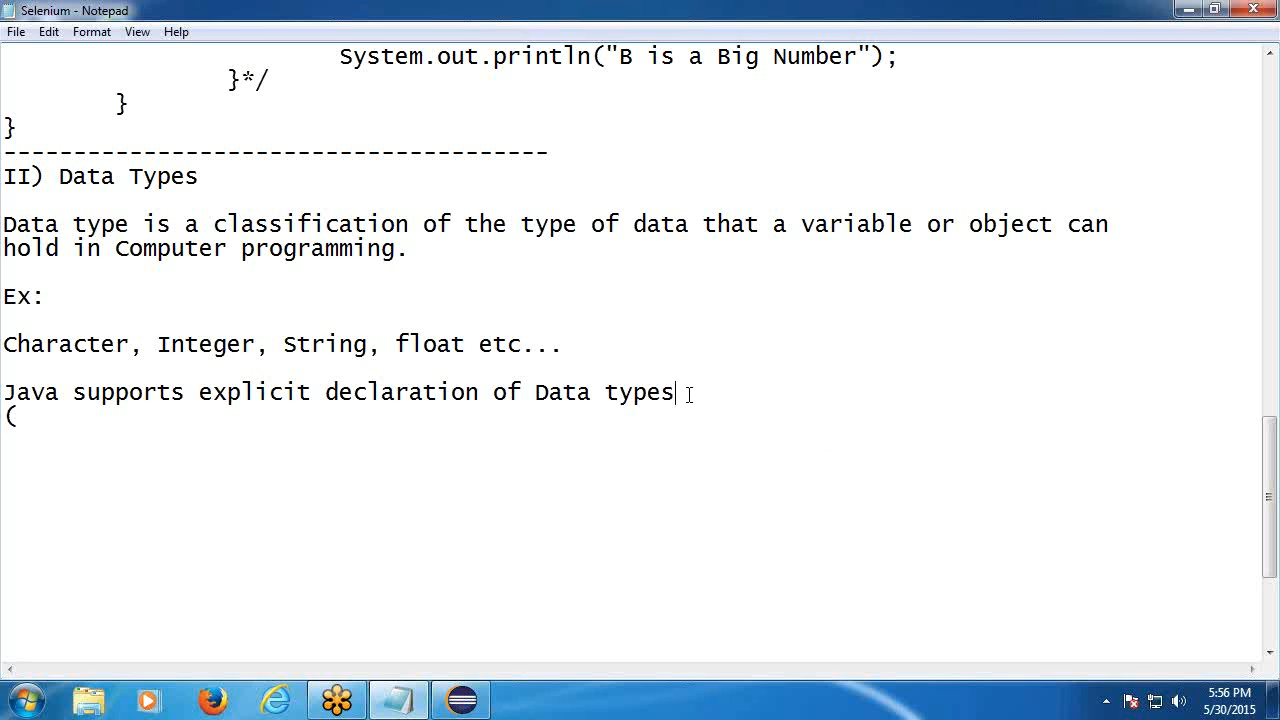 Selenium - Notepad
File Edit Format View Help
System.out.println("B is a Big Number");
}*/
}
}
---------------------------------------
II) Data Types
Data type is a classification of the type of data that a variable or object can
hold in Computer programming.
Ex:
Character, Integer, String, float etc...
Java supports explicit declaration of Data types
(
5:56 PM
5/30/2015